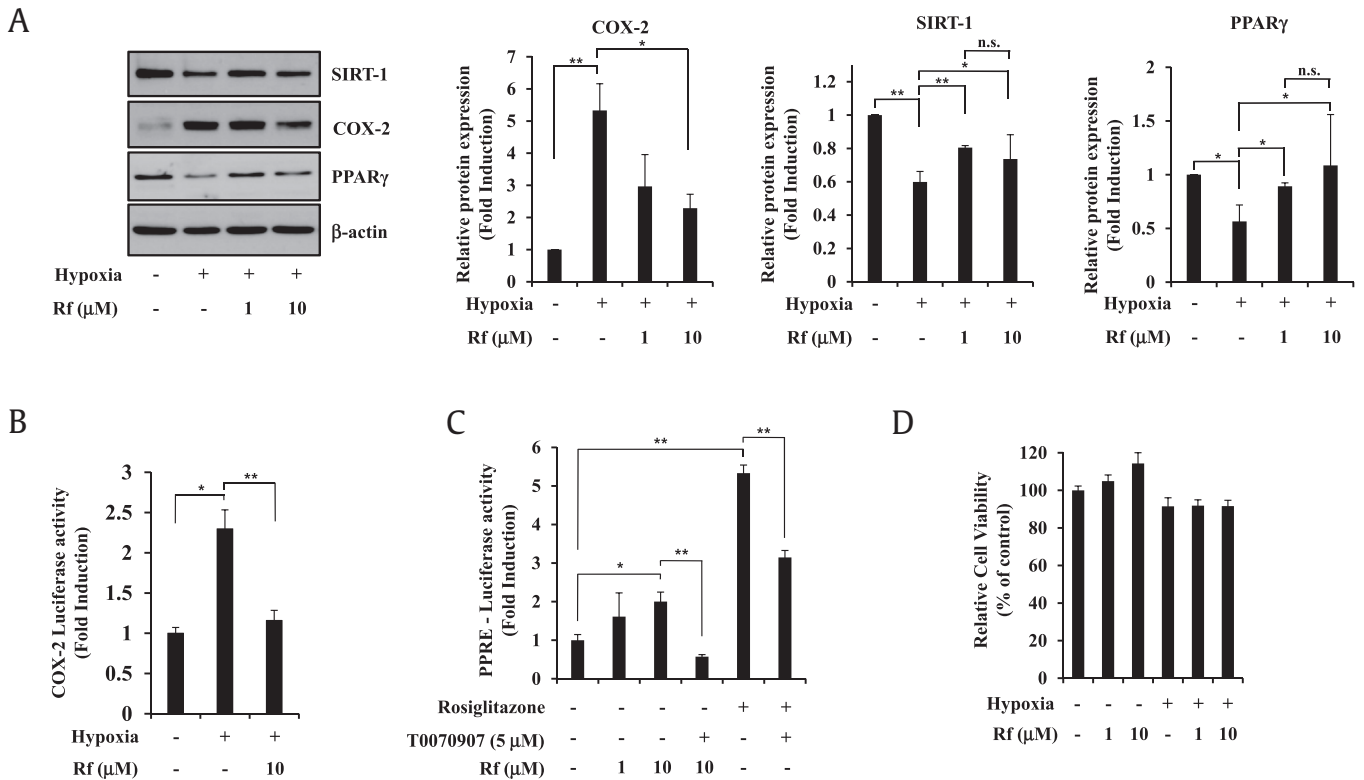 A
SIRT-1
COX-2
PPARγ
β-actin
Hypoxia - + + +
Rf (μM) - - 1 10
COX-2
Relative protein expression
(Fold Induction)
7
6
5
4
3
2
1
0
**
*
Hypoxia - + + +
Rf (μM) - - 1 10
SIRT-1
Relative protein expression
(Fold Induction)
1.2
1
0.8
0.6
0.4
0.2
0
n.s.
*
**
**
Hypoxia - + + +
Rf (μM) - - 1 10
PPARγ
Relative protein expression
(Fold Induction)
2
1.5
1
0.5
0
n.s.
*
*
*
Hypoxia - + + +
Rf (μM) - - 1 10
B
COX-2 Luciferase activity
(Fold Induction)
3
2.5
2
1.5
1
0.5
0
*
**
Hypoxia - + +
Rf (μM) - - 10
C
PPRE - Luciferase activity
(Fold Induction)
6
5
4
3
2
1
0
**
**
*
**
Rosiglitazone - - - - + +
T0070907 (5 μM) - - - + - +
Rf (μM) - 1 10 10 - -
D
Relative Cell Viability
(% of control)
120
100
80
60
40
20
0
Hypoxia - - - + + +
Rf (μM) - 1 10 - 1 10